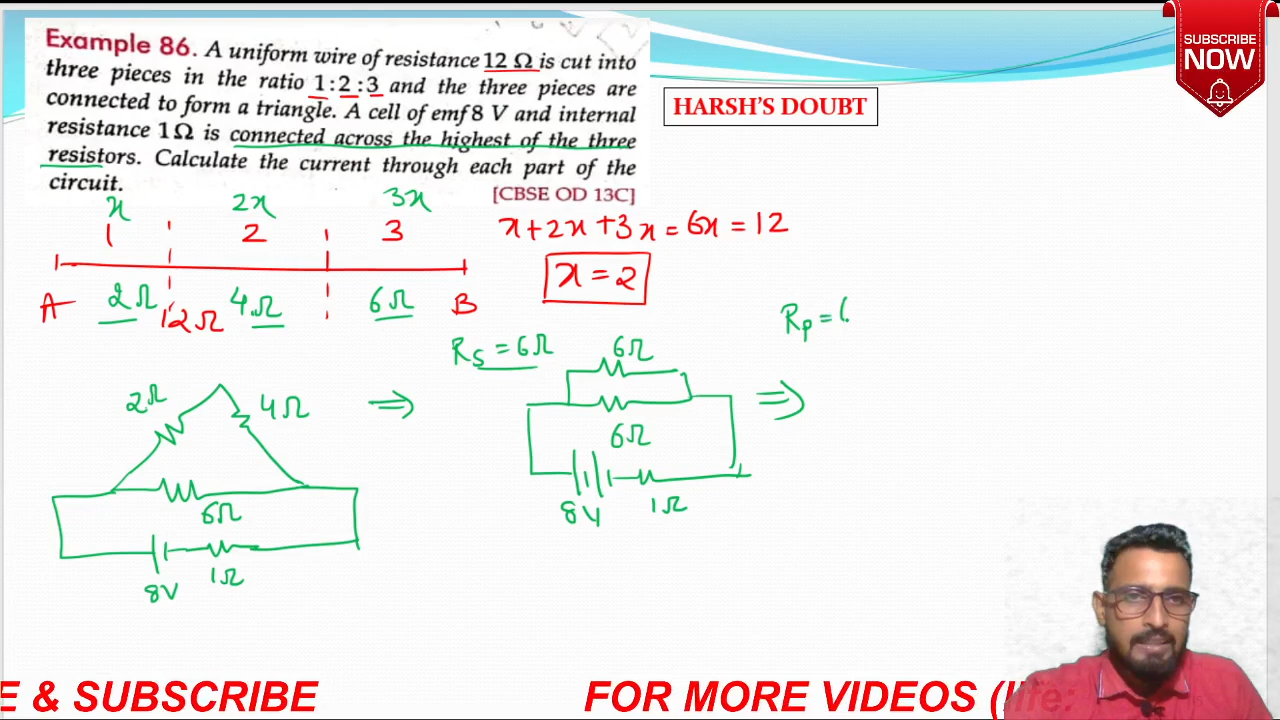 Example 86. A uniform wire of resistance 12 Ω is cut into
three pieces in the ratio 1 : 2 : 3 and the three pieces are
connected to form a triangle. A cell of emf 8 V and internal
resistance 1 Ω is connected across the highest of the three
resistors. Calculate the current through each part of the
circuit. [CBSE OD 13C]
HARSH'S DOUBT
SUBSCRIBE
NOW
x 2x 3x
1 2 3
x + 2x + 3x = 6x = 12
x = 2
A 2Ω 12Ω 4Ω 6Ω B
Rs = 6Ω
Rp = 6
2Ω 4Ω
6Ω
8V 1Ω
⇒
6Ω
6Ω
8V 1Ω
⇒
E & SUBSCRIBE FOR MORE VIDEOS (life: